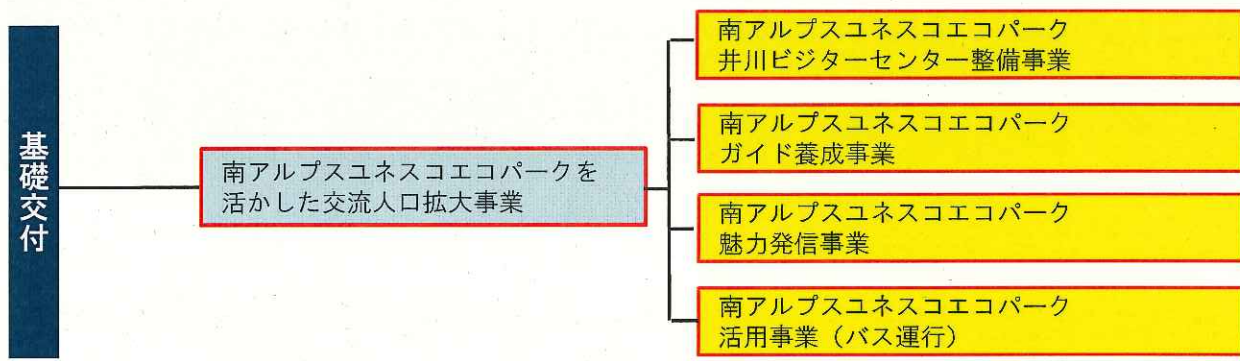 基礎交付
南アルプスユネスコエコパークを
活かした交流人口拡大事業
南アルプスユネスコエコパーク
井川ビジターセンター整備事業
南アルプスユネスコエコパーク
ガイド養成事業
南アルプスユネスコエコパーク
魅力発信事業
南アルプスユネスコエコパーク
活用事業（バス運行）